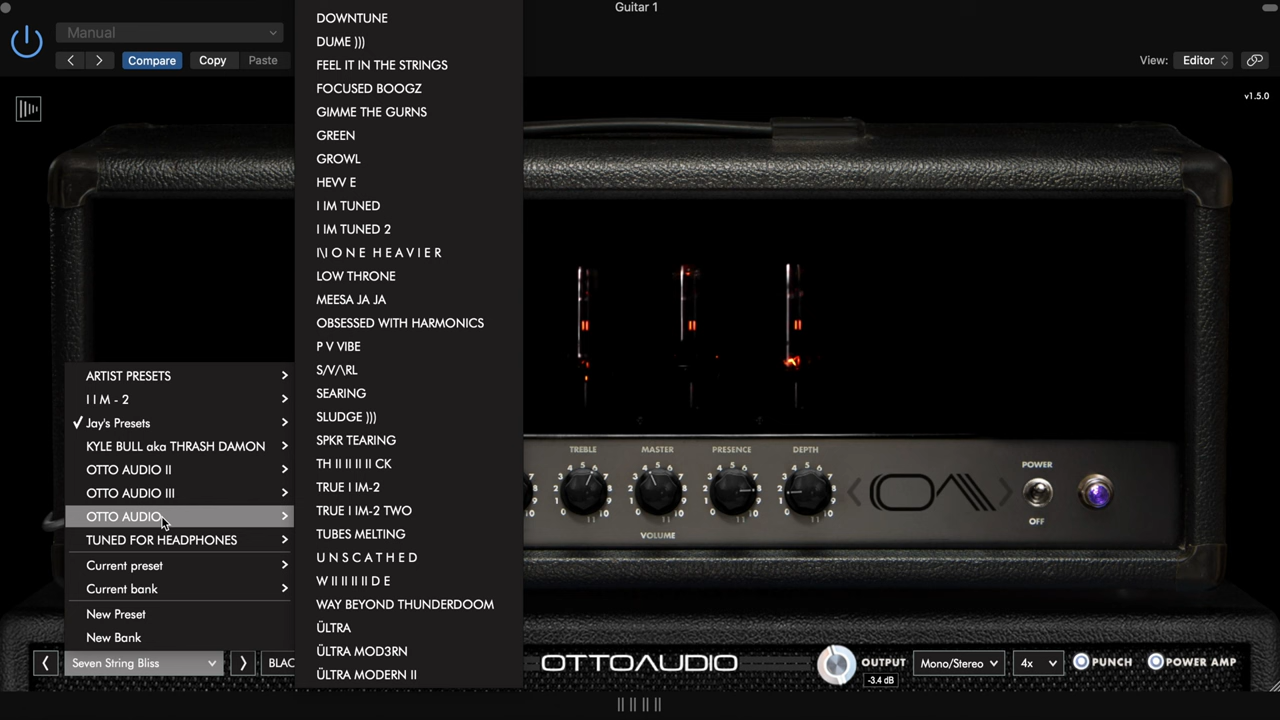 Guitar 1
Manual
Compare
Copy
Paste
View:
Editor
v1.5.0
DOWNTUNE
DUME )))
FEEL IT IN THE STRINGS
FOCUSED BOOGZ
GIMME THE GURNS
GREEN
GROWL
HEVV E
I IM TUNED
I IM TUNED 2
I\I O N E  H E A V I E R
LOW THRONE
MEESA JA JA
OBSESSED WITH HARMONICS
P V VIBE
S/V/\RL
SEARING
SLUDGE )))
SPKR TEARING
TH II II II II CK
TRUE I IM-2
TRUE I IM-2 TWO
TUBES MELTING
U N S C A T H E D
W II II II II D E
WAY BEYOND THUNDERDOOM
ÜLTRA
ÜLTRA MOD3RN
ÜLTRA MODERN II
ARTIST PRESETS
I I M - 2
Jay's Presets
KYLE BULL aka THRASH DAMON
OTTO AUDIO II
OTTO AUDIO III
OTTO AUDIO
TUNED FOR HEADPHONES
Current preset
Current bank
New Preset
New Bank
TREBLE
MASTER
PRESENCE
DEPTH
VOLUME
POWER
OFF
Seven String Bliss
BLAC
OTTOAUDIO
OUTPUT
-3.4 dB
Mono/Stereo
4x
PUNCH
POWER AMP